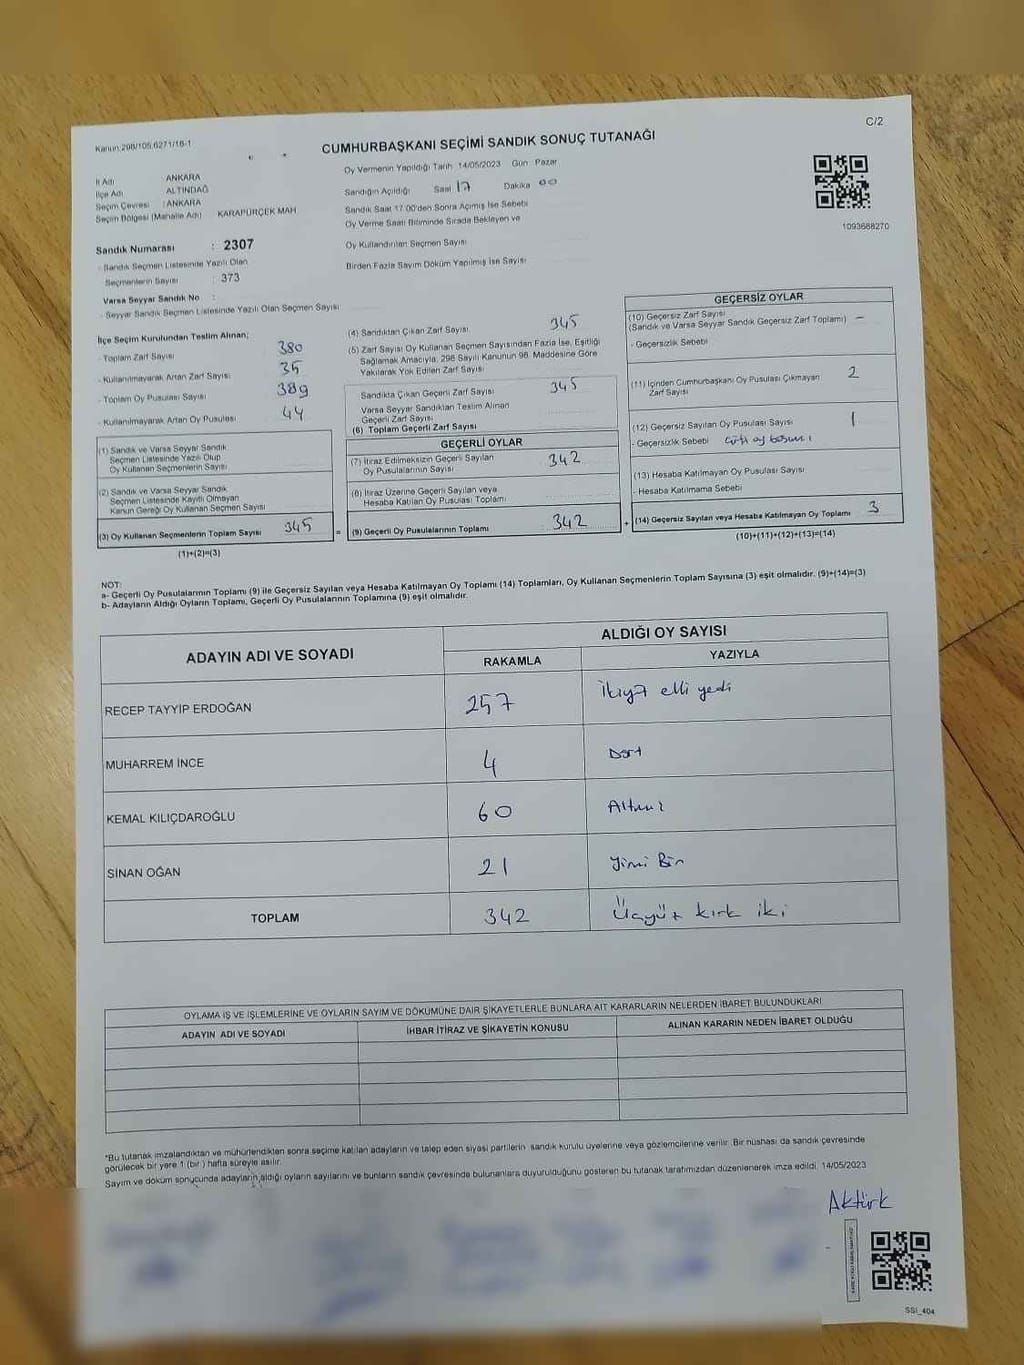 C/2
Kanun:298/105,6271/16-1
CUMHURBAŞKANI SEÇİMİ SANDIK SONUÇ TUTANAĞI
İl Adı ANKARA
İlçe Adı ALTINDAĞ
Seçim Çevresi : ANKARA
Seçim Bölgesi (Mahalle Adı) KARAPÜRÇEK MAH
Oy Vermenin Yapıldığı Tarih 14/05/2023 Gün Pazar
Sandığın Açıldığı Saat 17 Dakika 00
Sandık Saat 17:00'den Sonra Açımış İse Sebebi
Oy Verme Saati Bitiminde Sırada Bekleyen ve
Oy Kullandırılan Seçmen Sayısı
Birden Fazla Sayım Döküm Yapılmış İse Sayısı
1093688270
Sandık Numarası : 2307
- Sandık Seçmen Listesinde Yazılı Olan
Seçmenlerin Sayısı : 373
Varsa Seyyar Sandık No :
- Seyyar Sandık Seçmen Listesinde Yazılı Olan Seçmen Sayısı
İlçe Seçim Kurulundan Teslim Alınan;
- Toplam Zarf Sayısı 380
- Kullanılmayarak Artan Zarf Sayısı 35
- Toplam Oy Pusulası Sayısı 389
- Kullanılmayarak Artan Oy Pusulası 44
(1) Sandık ve Varsa Seyyar Sandık
Seçmen Listesinde Yazılı Olup
Oy Kullanan Seçmenlerin Sayısı
(2) Sandık ve Varsa Seyyar Sandık
Seçmen Listesinde Kayıtlı Olmayan
Kanun Gereği Oy Kullanan Seçmen Sayısı
(3) Oy Kullanan Seçmenlerin Toplam Sayısı 345 =
(1)+(2)=(3)
(4) Sandıktan Çıkan Zarf Sayısı 345
(5) Zarf Sayısı Oy Kullanan Seçmen Sayısından Fazla İse, Eşitliği
Sağlamak Amacıyla, 298 Sayılı Kanunun 98. Maddesine Göre
Yakılarak Yok Edilen Zarf Sayısı
Sandıkta Çıkan Geçerli Zarf Sayısı 345
Varsa Seyyar Sandıktan Teslim Alınan
Geçerli Zarf Sayısı
(6) Toplam Geçerli Zarf Sayısı
GEÇERLİ OYLAR
(7) İtiraz Edilmeksizin Geçerli Sayılan
Oy Pusulalarının Sayısı 342
(8) İtiraz Üzerine Geçerli Sayılan veya
Hesaba Katılan Oy Pusulası Toplamı
(9) Geçerli Oy Pusulalarının Toplamı 342 +
GEÇERSİZ OYLAR
(10) Geçersiz Zarf Sayısı
(Sandık ve Varsa Seyyar Sandık Geçersiz Zarf Toplamı) –
- Geçersizlik Sebebi
(11) İçinden Cumhurbaşkanı Oy Pusulası Çıkmayan
Zarf Sayısı 2
(12) Geçersiz Sayılan Oy Pusulası Sayısı 1
- Geçersizlik Sebebi çift oy basımı
(13) Hesaba Katılmayan Oy Pusulası Sayısı
- Hesaba Katılmama Sebebi
(14) Geçersiz Sayılan veya Hesaba Katılmayan Oy Toplamı 3
(10)+(11)+(12)+(13)=(14)
NOT:
a- Geçerli Oy Pusulalarının Toplamı (9) ile Geçersiz Sayılan veya Hesaba Katılmayan Oy Toplamı (14) Toplamları, Oy Kullanan Seçmenlerin Toplam Sayısına (3) eşit olmalıdır. (9)+(14)=(3)
b- Adayların Aldığı Oyların Toplamı, Geçerli Oy Pusulalarının Toplamına (9) eşit olmalıdır.
ADAYIN ADI VE SOYADI ALDIĞI OY SAYISI
RAKAMLA YAZIYLA
RECEP TAYYİP ERDOĞAN 257 İkiyz elli yedi
MUHARREM İNCE 4 Dört
KEMAL KILIÇDAROĞLU 60 Altmış
SİNAN OĞAN 21 Yirmi Bir
TOPLAM 342 Üçyüz kırk iki
OYLAMA İŞ VE İŞLEMLERİNE VE OYLARIN SAYIM VE DÖKÜMÜNE DAİR ŞİKAYETLERLE BUNLARA AİT KARARLARIN NELERDEN İBARET BULUNDUKLARI
ADAYIN ADI VE SOYADI İHBAR İTİRAZ VE ŞİKAYETİN KONUSU ALINAN KARARIN NEDEN İBARET OLDUĞU
*Bu tutanak imzalandıktan ve mühürlendikten sonra seçime katılan adayların ve talep eden siyasi partilerin sandık kurulu üyelerine veya gözlemcilerine verilir. Bir nüshası da sandık çevresinde
görülecek bir yere 1 (bir ) hafta süreyle asılır.
Sayım ve döküm sonucunda adayların aldığı oyların sayılarını ve bunların sandık çevresinde bulunanlara duyurulduğunu gösteren bu tutanak tarafımızdan düzenlenerek imza edildi. 14/05/2023
Aktürk
SSI_404